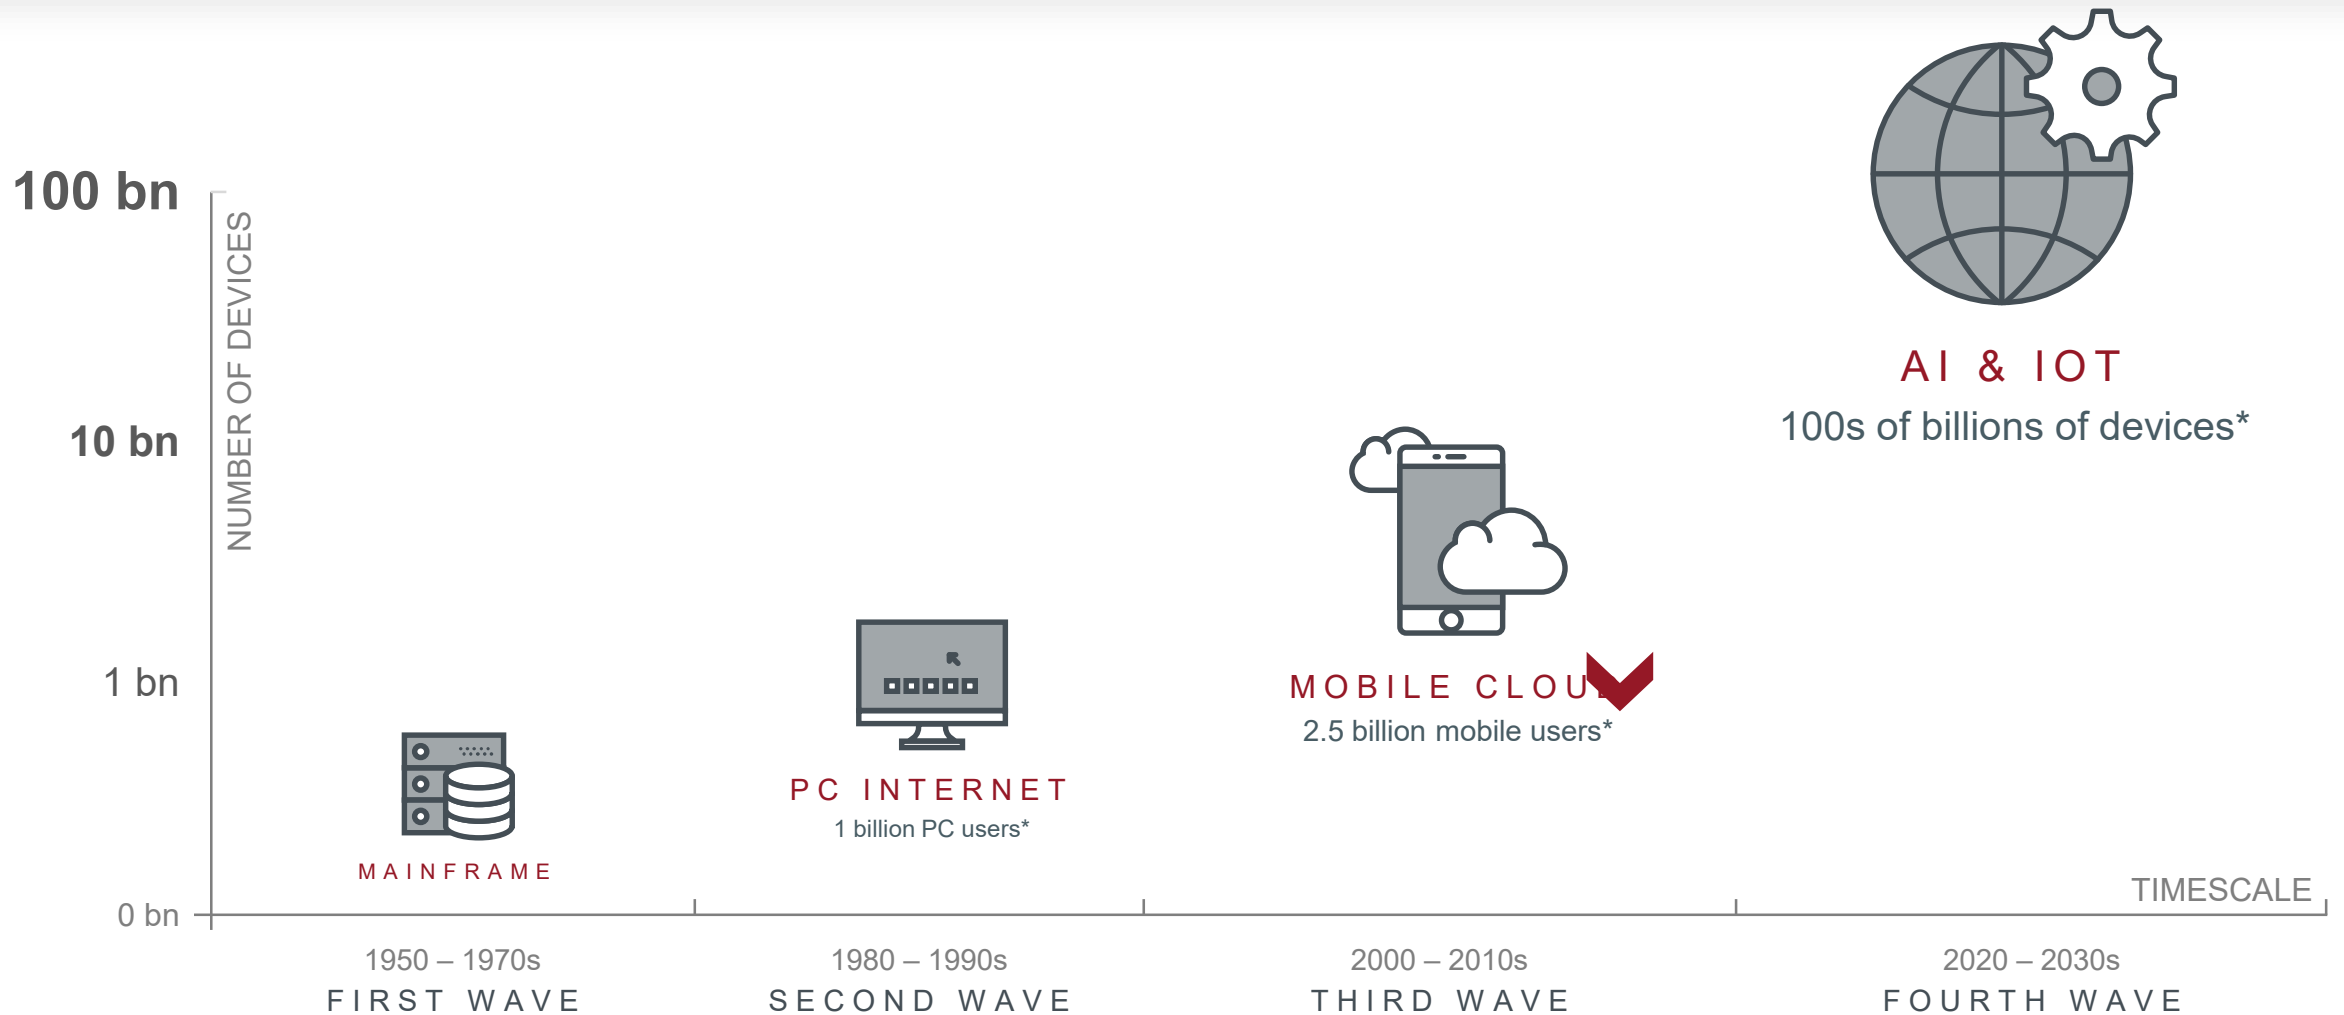 100 bn
NUMBER OF DEVICES
10 bn
1 bn
0 bn
MAINFRAME
PC INTERNET
1 billion PC users*
MOBILE
2.5 billion mobile users*
AI & IOT
100s of billions of devices*
TIMESCALE
1950 – 1970s
FIRST WAVE
1980 – 1990s
SECOND WAVE
2000 – 2010s
THIRD WAVE
2020 – 2030s
FOURTH WAVE